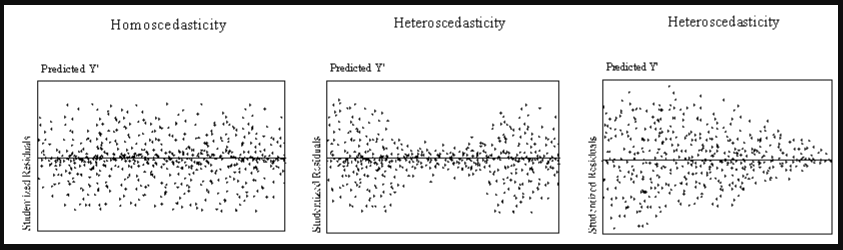 Homoscedasticity
Heteroscedasticity
Heteroscedasticity
Predicted Y'
Predicted Y'
Predicted Y'
Studentized Residuals
Studentized Residuals
Studentized Residuals